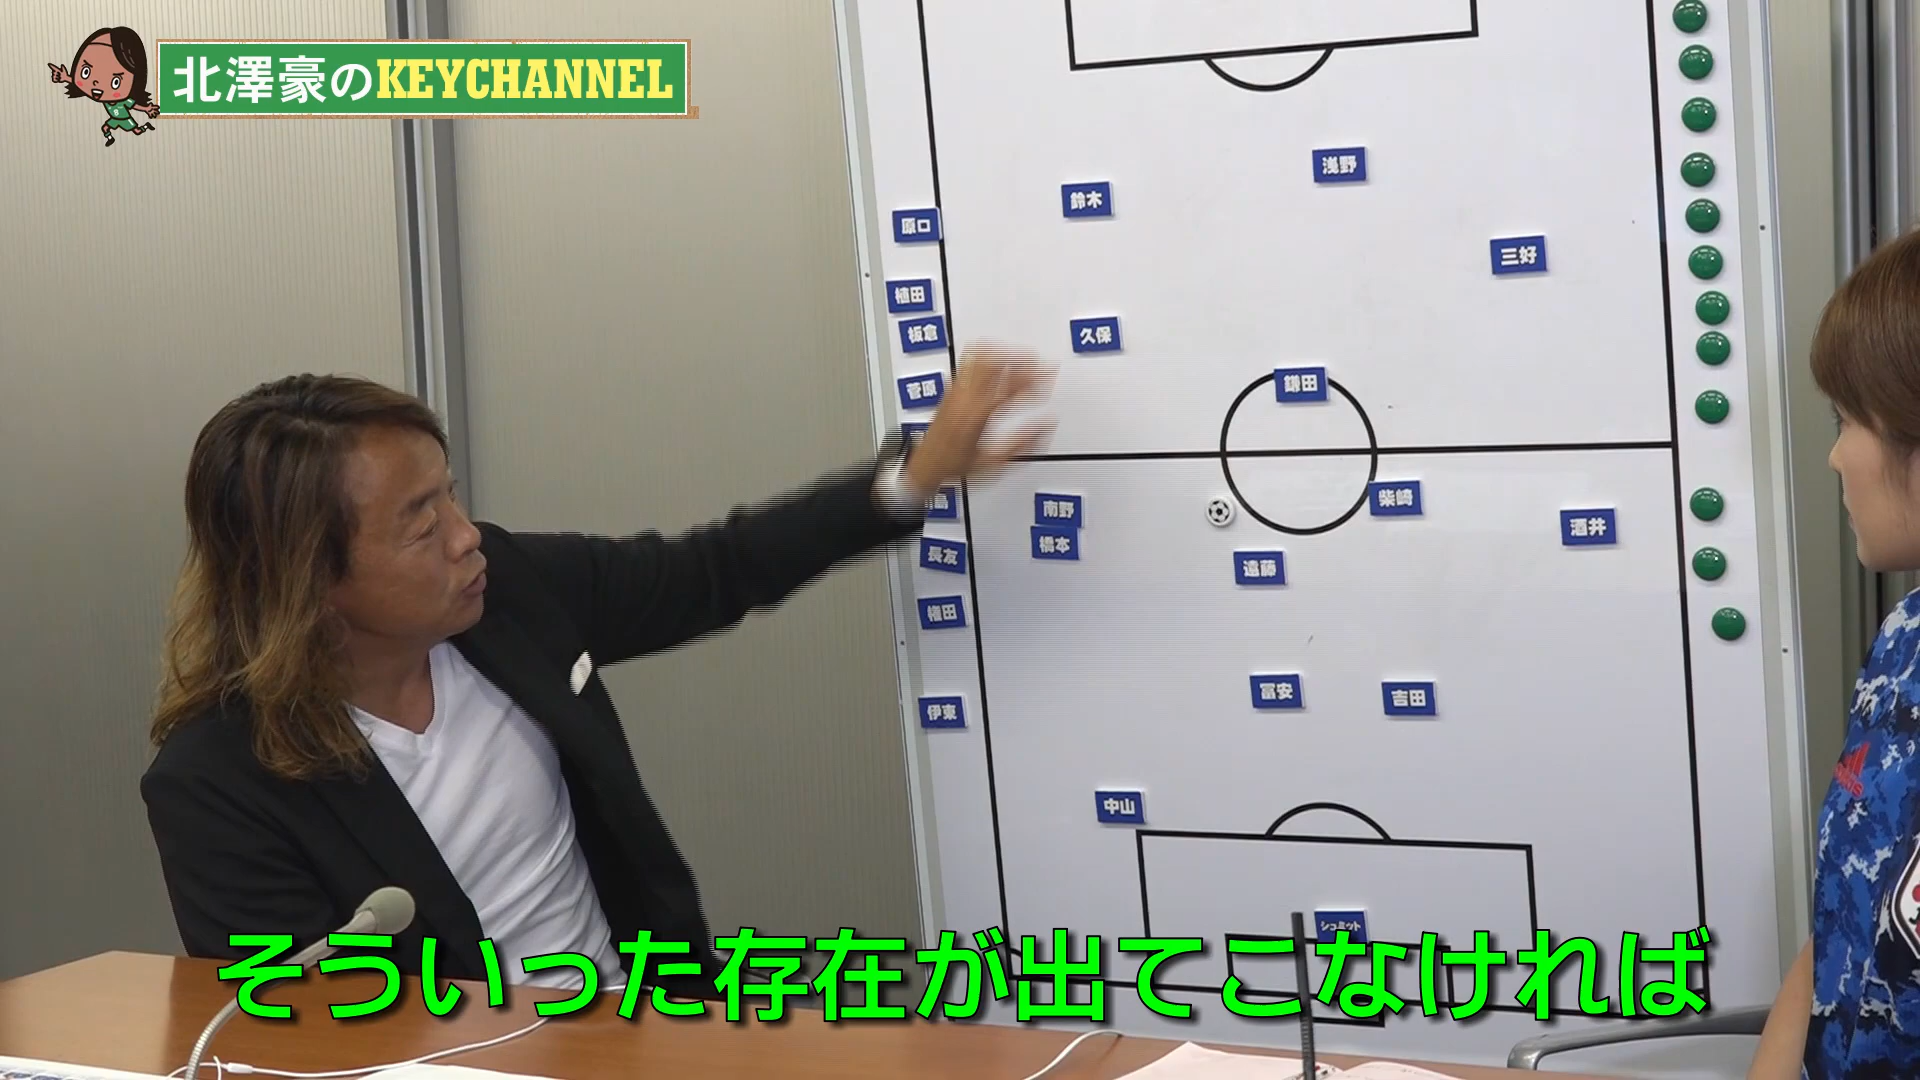 北澤豪のKEYCHANNEL
浅野
鈴木
原口
三好
植田
板倉
久保
鎌田
菅原
柴崎
島
南野
酒井
橋本
長友
遠藤
権田
冨安
吉田
伊東
中山
シュミット
そういった存在が出てこなければ